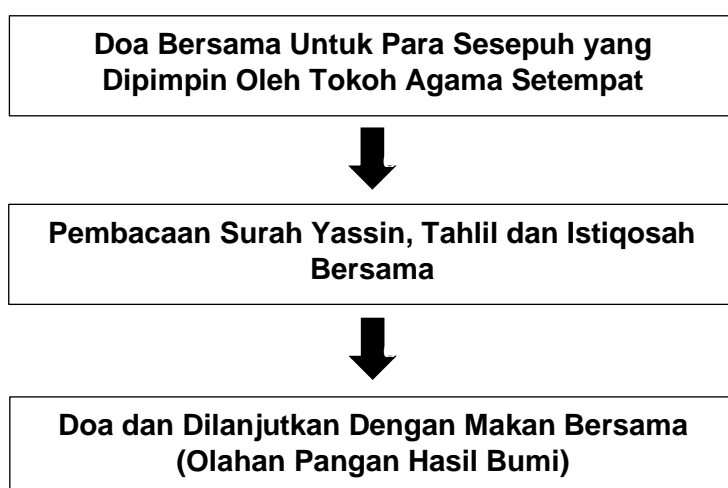 Doa Bersama Untuk Para Sesepuh yang
Dipimpin Oleh Tokoh Agama Setempat
Pembacaan Surah Yassin, Tahlil dan Istiqosah
Bersama
Doa dan Dilanjutkan Dengan Makan Bersama
(Olahan Pangan Hasil Bumi)